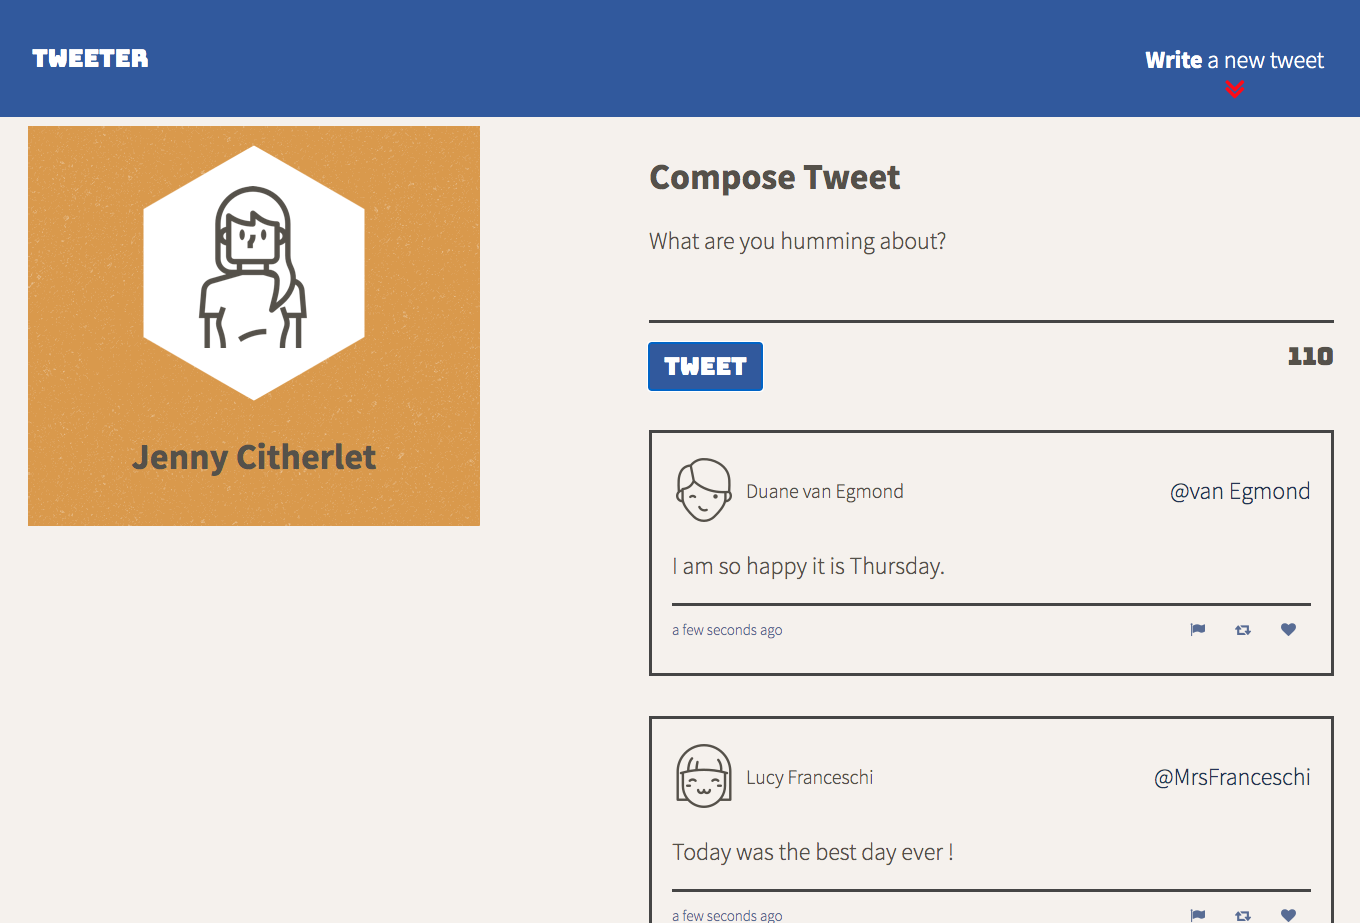 TWEETER
Write a new tweet
Jenny Citherlet
Compose Tweet
What are you humming about?
TWEET
110
Duane van Egmond
@van Egmond
I am so happy it is Thursday.
a few seconds ago
Lucy Franceschi
@MrsFranceschi
Today was the best day ever !
a few seconds ago